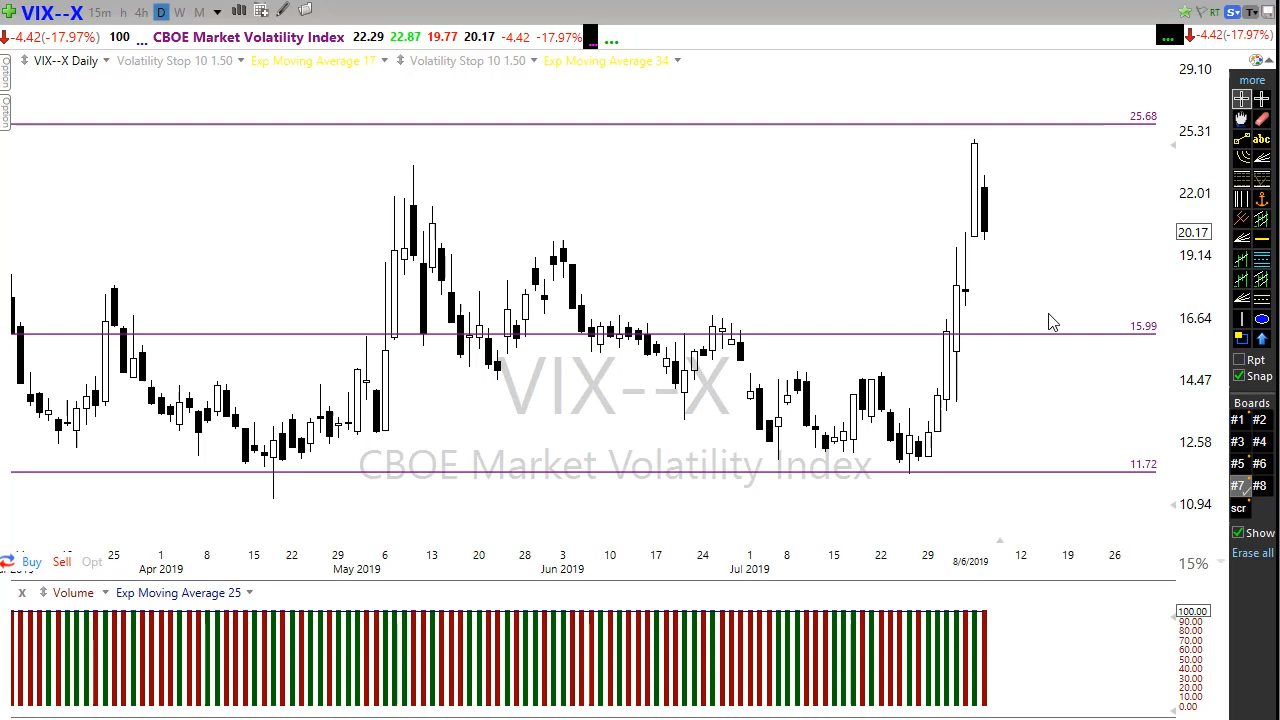 VIX--X 15m h 4h D W M RT S T
-4.42(-17.97%) 100 ... CBOE Market Volatility Index 22.29 22.87 19.77 20.17 -4.42 -17.97% ... ... ... -4.42(-17.97%)
VIX--X Daily Volatility Stop 10 1.50 Exp Moving Average 17 Volatility Stop 10 1.50 Exp Moving Average 34
Option
Option
29.10
25.68
25.31
22.01
20.17
19.14
16.64
15.99
14.47
12.58
11.72
10.94
VIX--X
CBOE Market Volatility Index
more
abc
Rpt
Snap
Boards
#1 #2
#3 #4
#5 #6
#7 #8
scr
Show
Erase all
25 1 8 15 22 29 6 13 20 28 3 10 17 24 1 8 15 22 29 12 19 26
Apr 2019 May 2019 Jun 2019 Jul 2019 8/6/2019
Buy Sell Opt 15%
X Volume Exp Moving Average 25
100.00
90.00
80.00
70.00
60.00
50.00
40.00
30.00
20.00
10.00
0.00